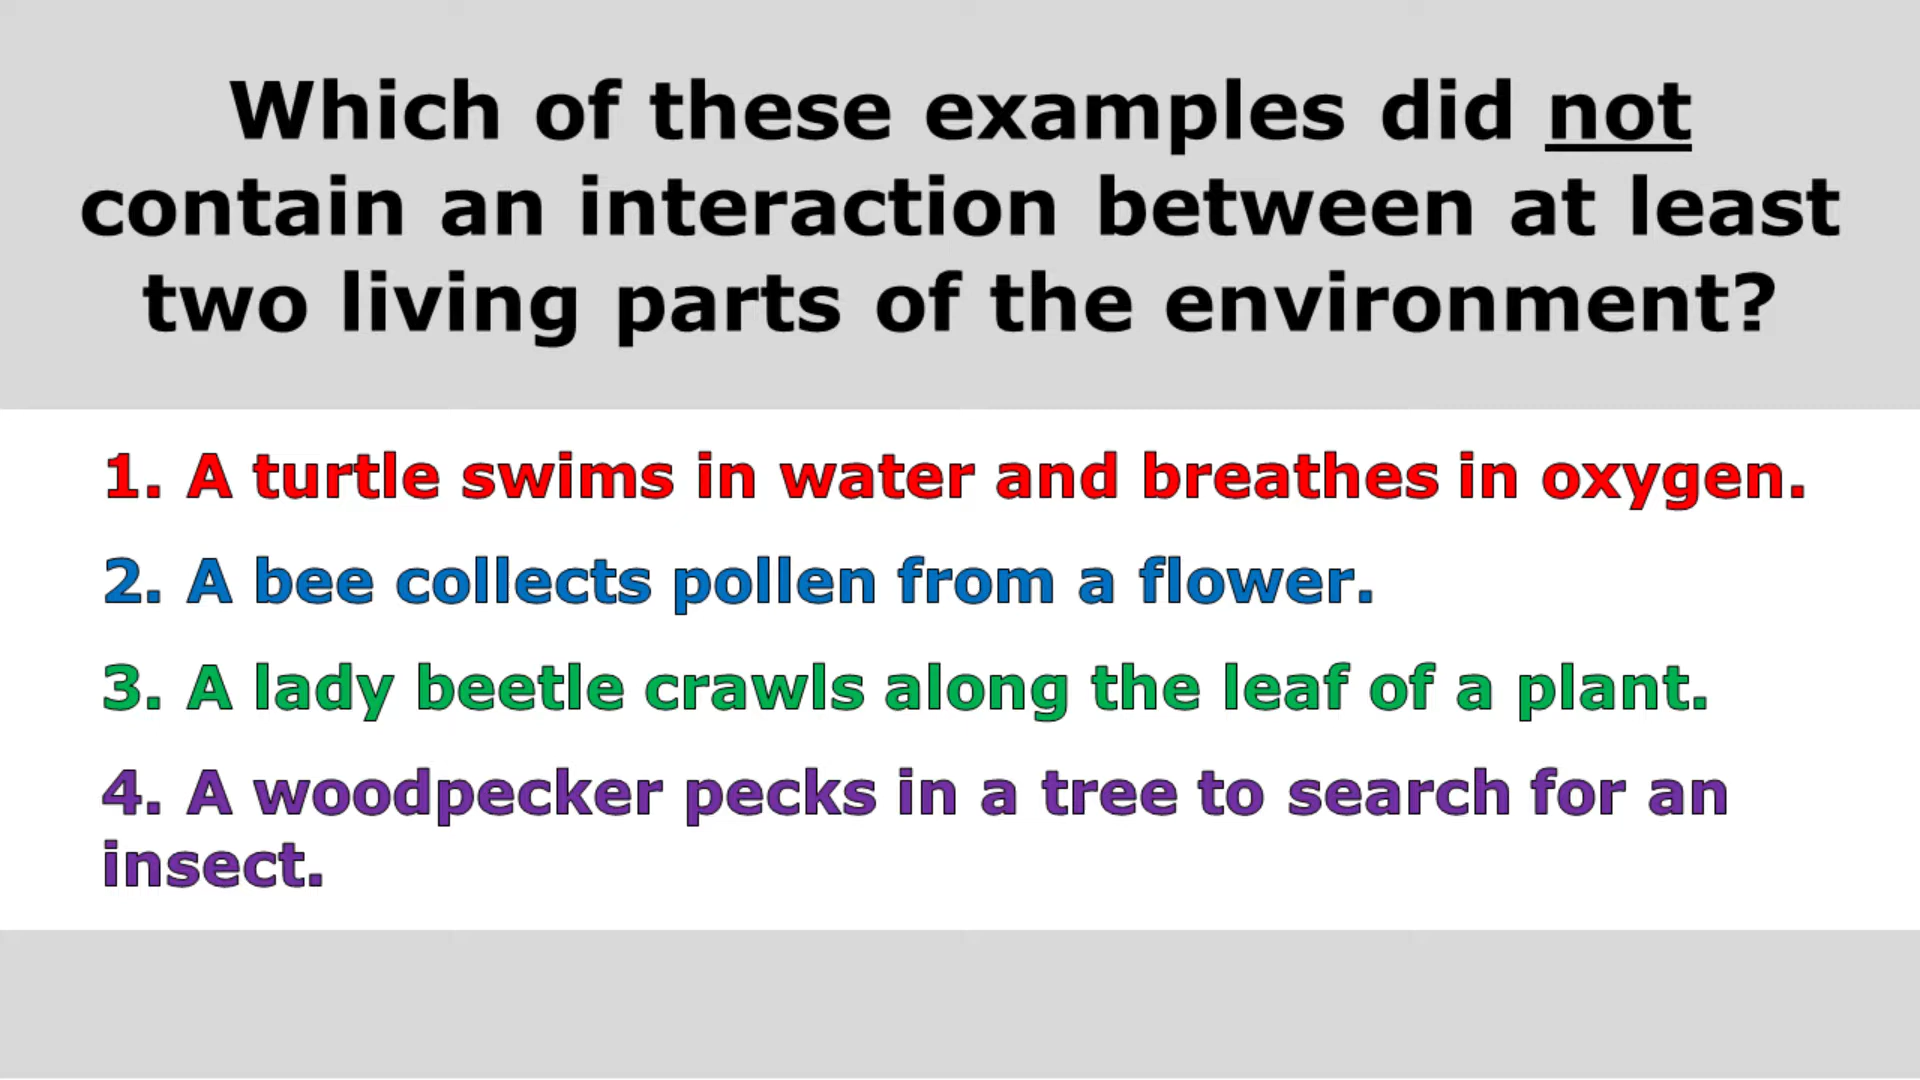 Which of these examples did not
contain an interaction between at least
two living parts of the environment?
1. A turtle swims in water and breathes in oxygen.
2. A bee collects pollen from a flower.
3. A lady beetle crawls along the leaf of a plant.
4. A woodpecker pecks in a tree to search for an
insect.